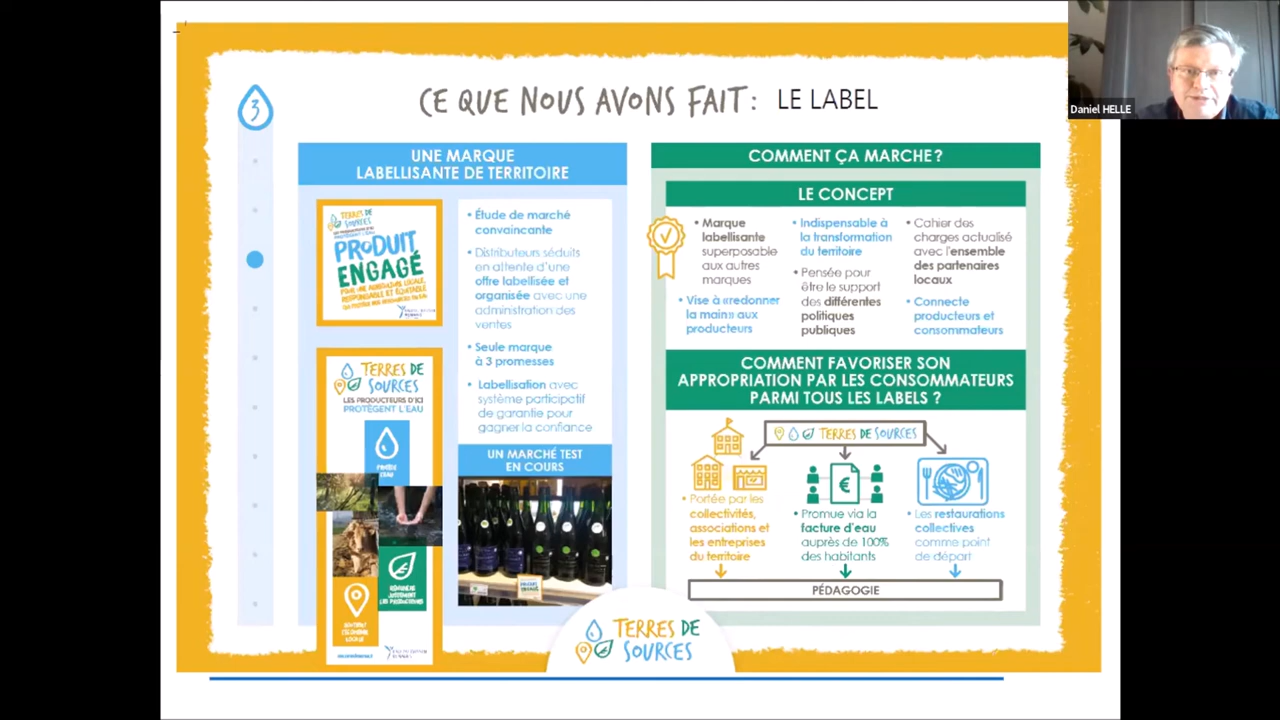 Daniel HELLE
3
CE QUE NOUS AVONS FAIT : LE LABEL
UNE MARQUE
LABELLISANTE DE TERRITOIRE
TERRES DE
SOURCES
PRODUIT
ENGAGÉ
TERRES DE
SOURCES
LES PRODUCTEURS D'ICI
PROTÈGENT L'EAU
LOCALE
• Étude de marché
convaincante
• Distributeurs séduits
en attente d'une
offre labellisée et
organisée avec une
administration des
ventes
• Seule marque
à 3 promesses
• Labellisation avec
système participatif
de garantie pour
gagner la confiance
UN MARCHÉ TEST
EN COURS
COMMENT ÇA MARCHE ?
LE CONCEPT
• Marque
labellisante
superposable
aux autres
marques
• Vise à «redonner
la main» aux
producteurs
• Indispensable à
la transformation
du territoire
• Pensée pour
être le support
des différentes
politiques
publiques
• Cahier des
charges actualisé
avec l'ensemble
des partenaires
locaux
• Connecte
producteurs et
consommateurs
COMMENT FAVORISER SON
APPROPRIATION PAR LES CONSOMMATEURS
PARMI TOUS LES LABELS ?
TERRES DE SOURCES
€
• Portée par les
collectivités,
associations et
les entreprises
du territoire
• Promue via la
facture d'eau
auprès de 100%
des habitants
• Les restaurations
collectives
comme point
de départ
PÉDAGOGIE
TERRES DE
SOURCES